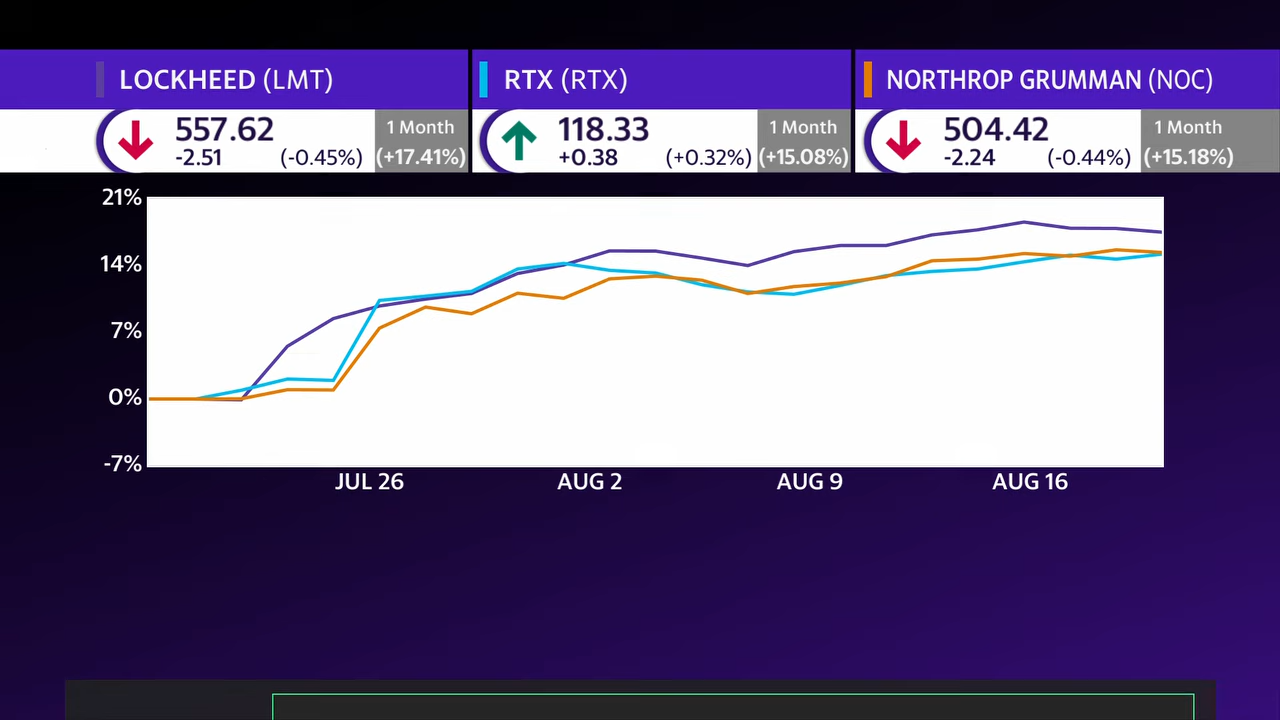 LOCKHEED (LMT)
557.62
-2.51 (-0.45%)
1 Month
(+17.41%)
RTX (RTX)
118.33
+0.38 (+0.32%)
1 Month
(+15.08%)
NORTHROP GRUMMAN (NOC)
504.42
-2.24 (-0.44%)
1 Month
(+15.18%)
21%
14%
7%
0%
-7%
JUL 26 AUG 2 AUG 9 AUG 16